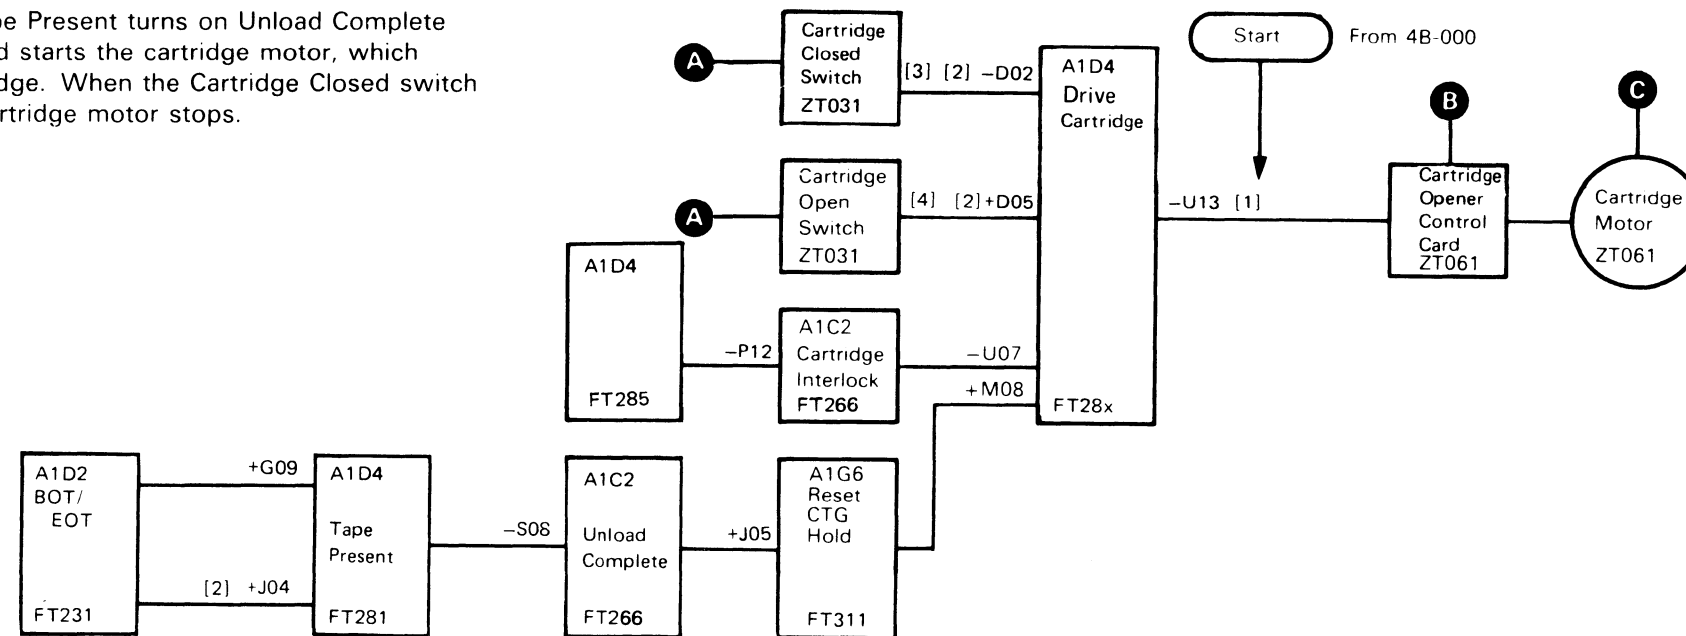 pe Present turns on Unload Complete
d starts the cartridge motor, which
dge. When the Cartridge Closed switch
artridge motor stops.
A
Cartridge
Closed
Switch
ZT031
[3] [2] –D02
A1D4
Drive
Cartridge
FT28x
Start
From 4B-000
A
Cartridge
Open
Switch
ZT031
[4] [2]+D05
–U13 [1]
B
Cartridge
Opener
Control
Card
ZT061
C
Cartridge
Motor
ZT061
A1D4
FT285
–P12
A1C2
Cartridge
Interlock
FT266
–U07
+M08
A1D2
BOT/
EOT
FT231
+G09
[2] +J04
A1D4
Tape
Present
FT281
–S08
A1C2
Unload
Complete
FT266
+J05
A1G6
Reset
CTG
Hold
FT311